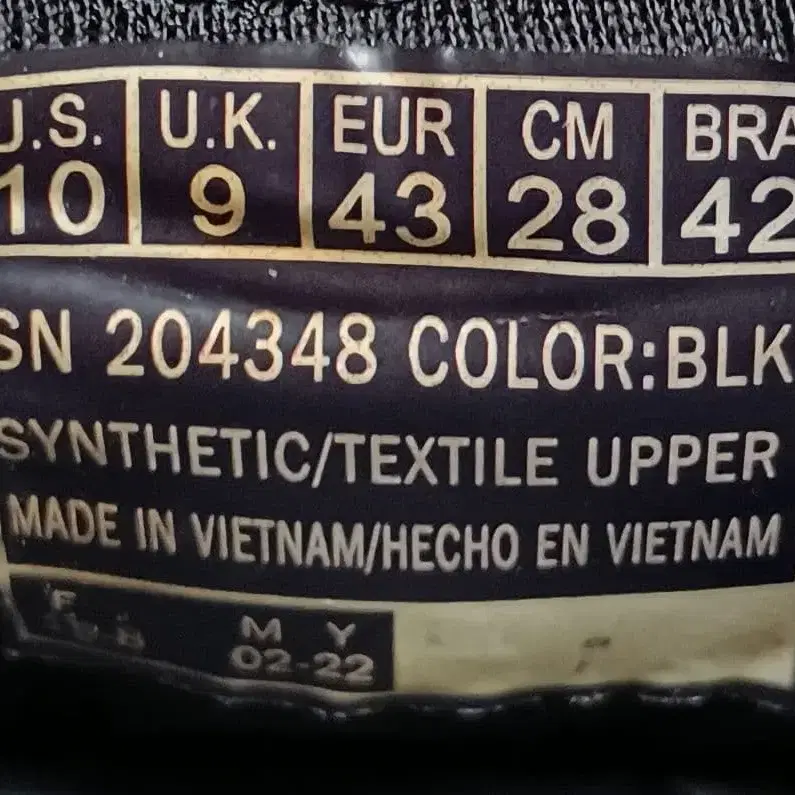 U.S. U.K. EUR CM BRA
10 9 43 28 42
SN 204348 COLOR:BLK
SYNTHETIC/TEXTILE UPPER
MADE IN VIETNAM/HECHO EN VIETNAM
F M Y
02-22